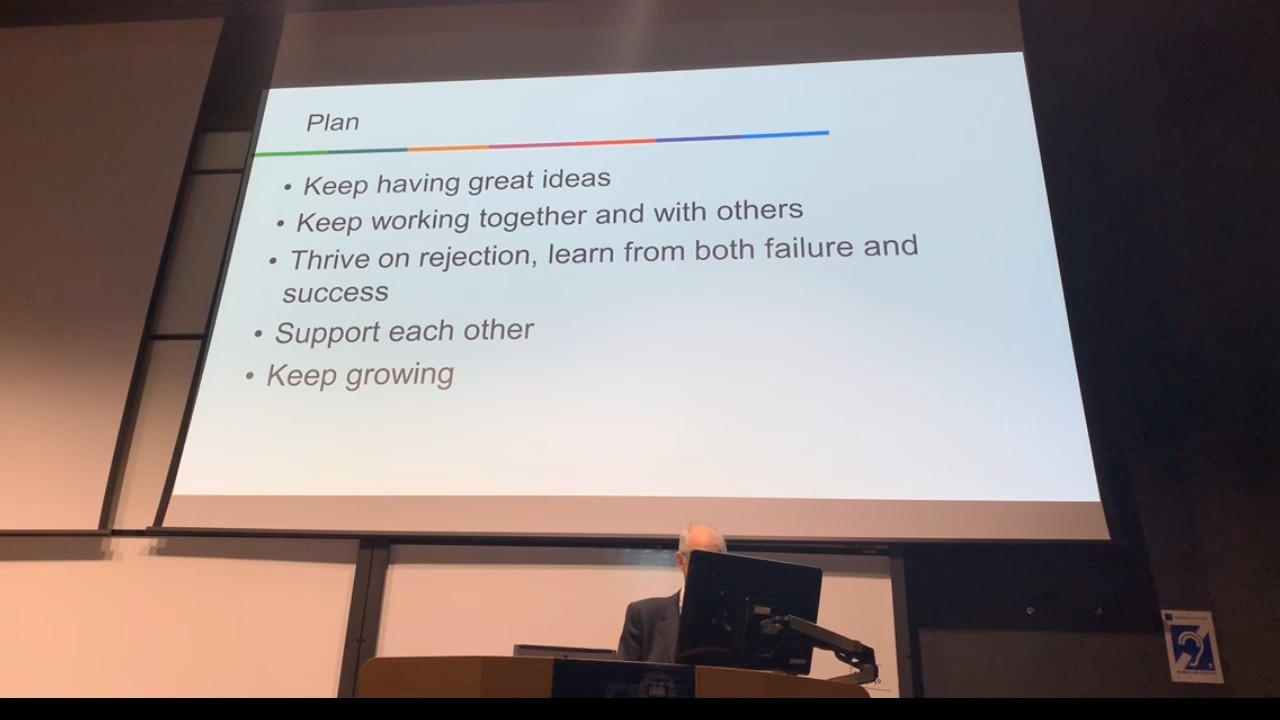 Plan
• Keep having great ideas
• Keep working together and with others
• Thrive on rejection, learn from both failure and
success
• Support each other
• Keep growing